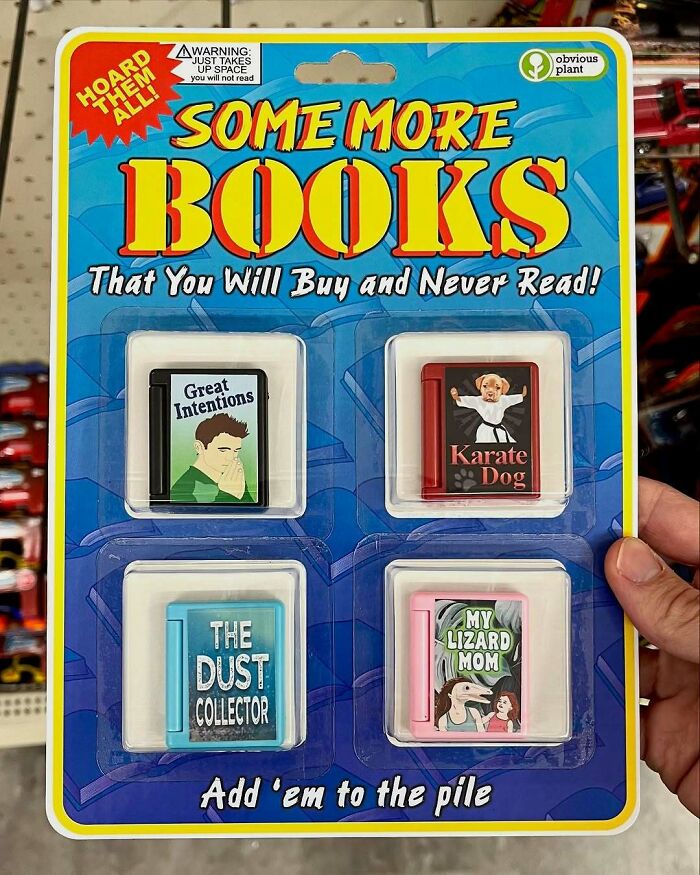 HOARD
THEM
ALL!
WARNING:
JUST TAKES
UP SPACE
you will not read
obvious
plant
SOME MORE
BOOKS
That You Will Buy and Never Read!
Great
Intentions
Karate
Dog
THE
DUST
COLLECTOR
MY
LIZARD
MOM
Add 'em to the pile